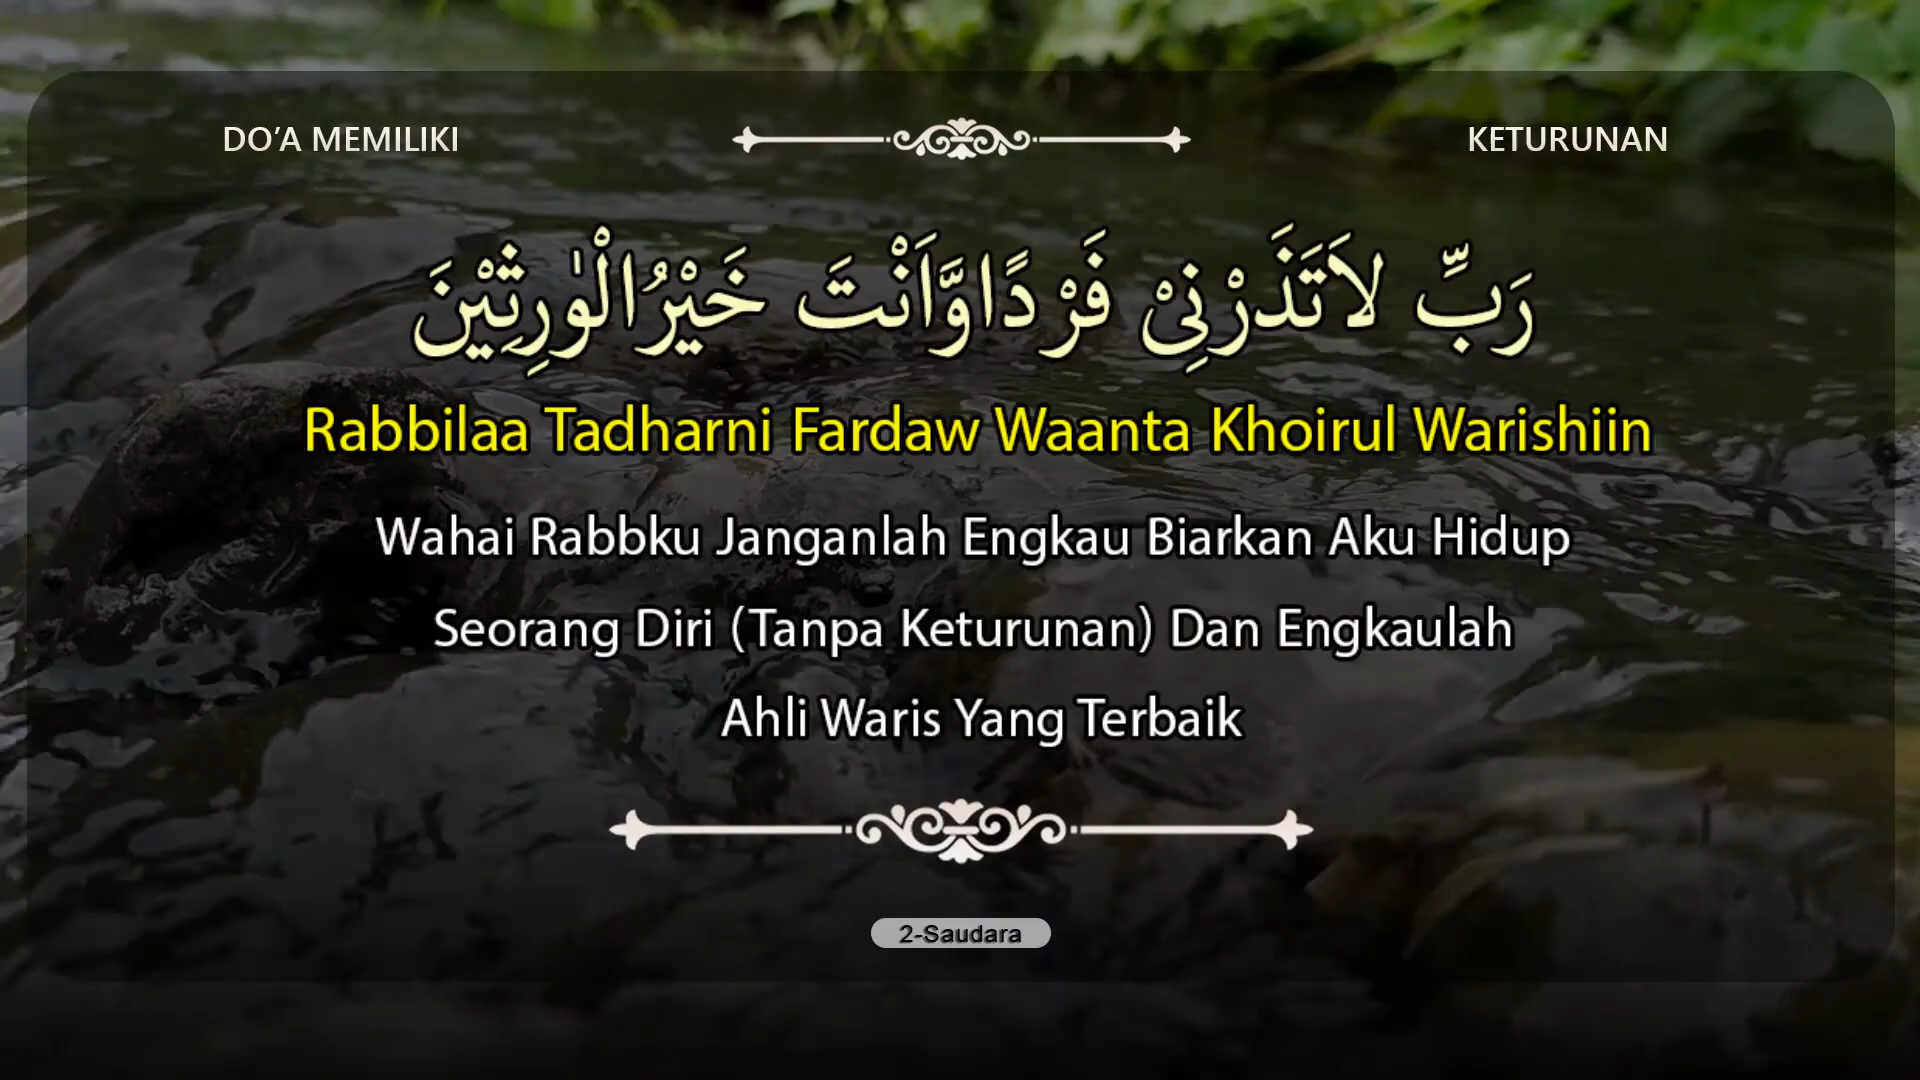 DO’A MEMILIKI
KETURUNAN
رَبِّ لاَتَذَرْنِيْ فَرْدًاوَّاَنْتَ خَيْرُالْوٰرِثِيْنَ
Rabbilaa Tadharni Fardaw Waanta Khoirul Warishiin
Wahai Rabbku Janganlah Engkau Biarkan Aku Hidup
Seorang Diri (Tanpa Keturunan) Dan Engkaulah
Ahli Waris Yang Terbaik
2-Saudara